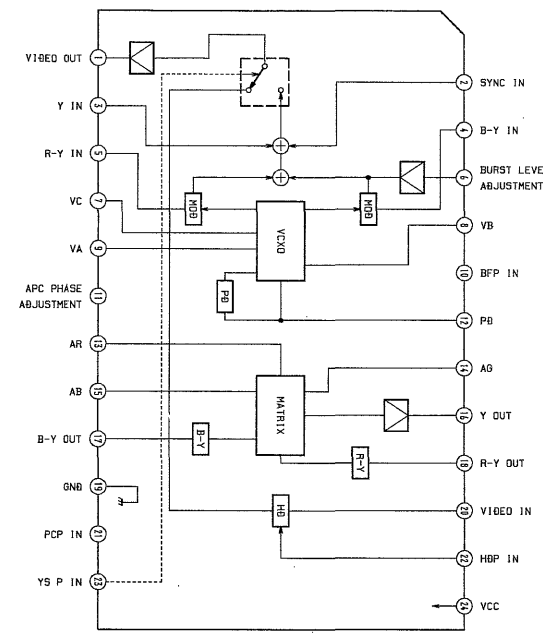 VIDEO OUT
1
SYNC IN
2
Y IN
3
B-Y IN
4
R-Y IN
5
BURST LEVEL
ADJUSTMENT
6
MOD
MOD
VC
7
VCXO
VB
8
VA
9
BFP IN
10
PD
APC PHASE
ADJUSTMENT
11
PD
12
AR
13
AG
14
AB
15
MATRIX
Y OUT
16
B-Y OUT
17
B-Y
R-Y
R-Y OUT
18
GND
19
HD
VIDEO IN
20
PCP IN
21
HDP IN
22
YS P IN
23
VCC
24